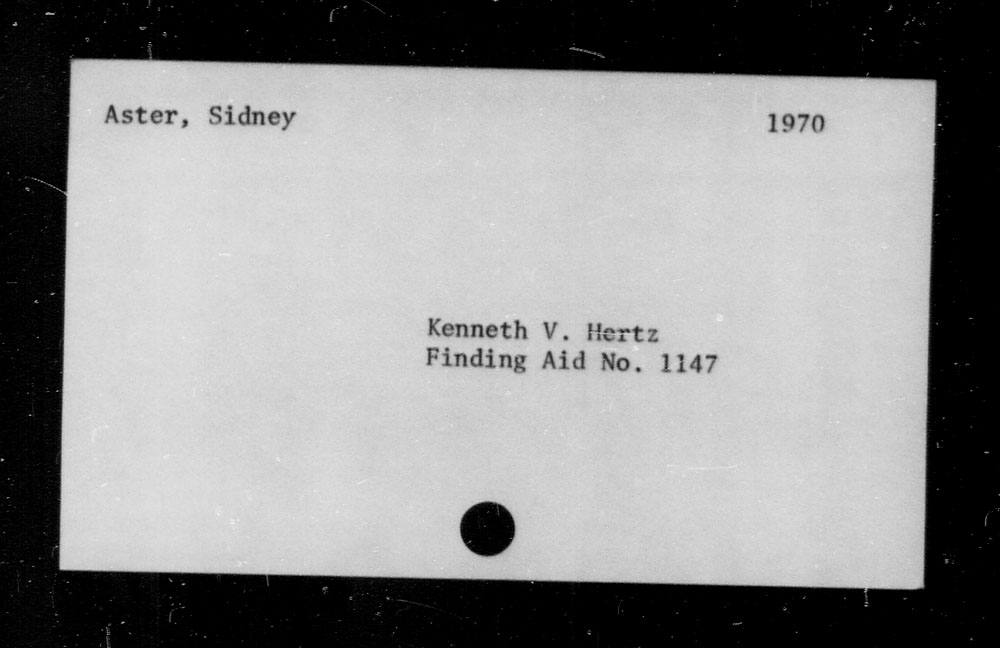 Aster, Sidney
1970
Kenneth V. Hertz
Finding Aid No. 1147